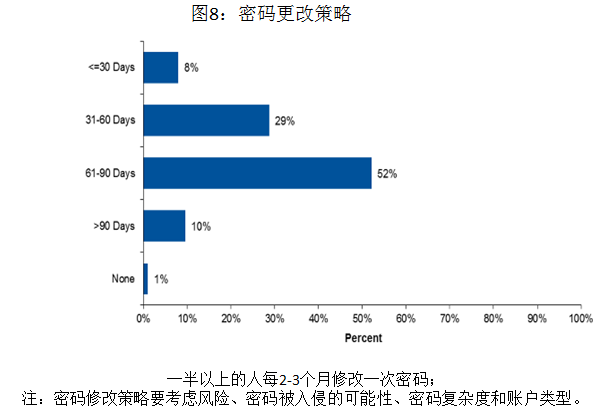 图8：密码更改策略
<=30 Days
8%
31-60 Days
29%
61-90 Days
52%
>90 Days
10%
None
1%
0% 10% 20% 30% 40% 50% 60% 70% 80% 90% 100%
Percent
一半以上的人每2-3个月修改一次密码；
注：密码修改策略要考虑风险、密码被入侵的可能性、密码复杂度和账户类型。